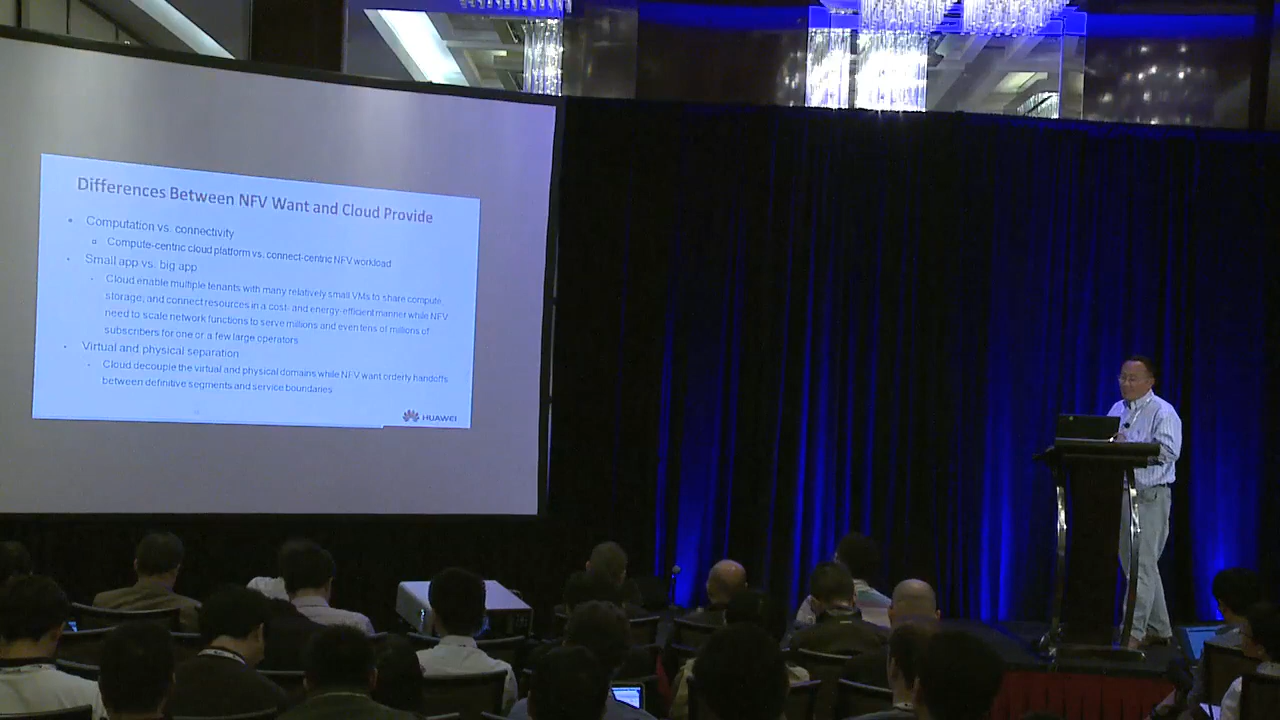 Differences Between NFV Want and Cloud Provide
Computation vs. connectivity
Compute-centric cloud platform vs. connect-centric NFV workload
Small app vs. big app
Cloud enable multiple tenants with many relatively small VMs to share compute,
storage, and connect resources in a cost- and energy-efficient manner while NFV
need to scale network functions to serve millions and even tens of millions of
subscribers for one or a few large operators
Virtual and physical separation
Cloud decouple the virtual and physical domains while NFV want orderly handoffs
between definitive segments and service boundaries
HUAWEI